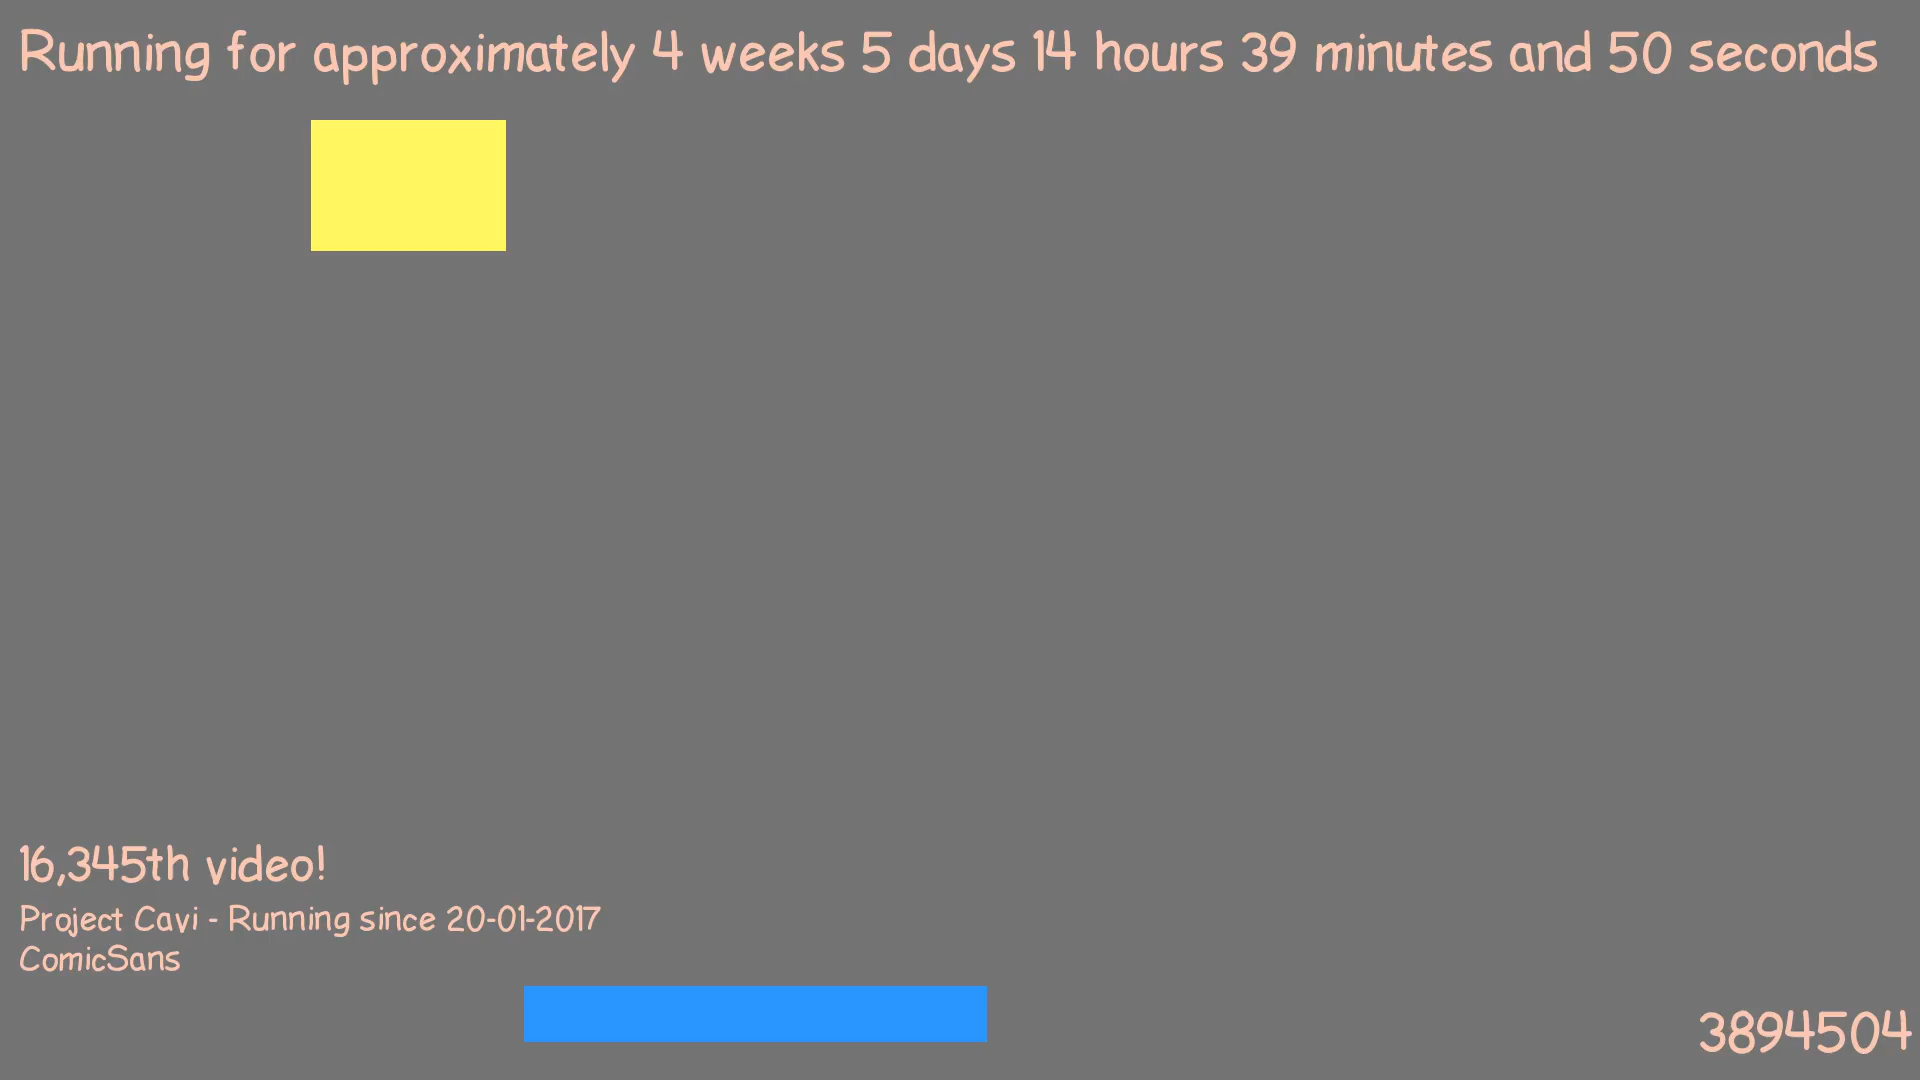 Running for approximately 4 weeks 5 days 14 hours 39 minutes and 50 seconds
16,345th video!
Project Cavi - Running since 20-01-2017
ComicSans
3894504